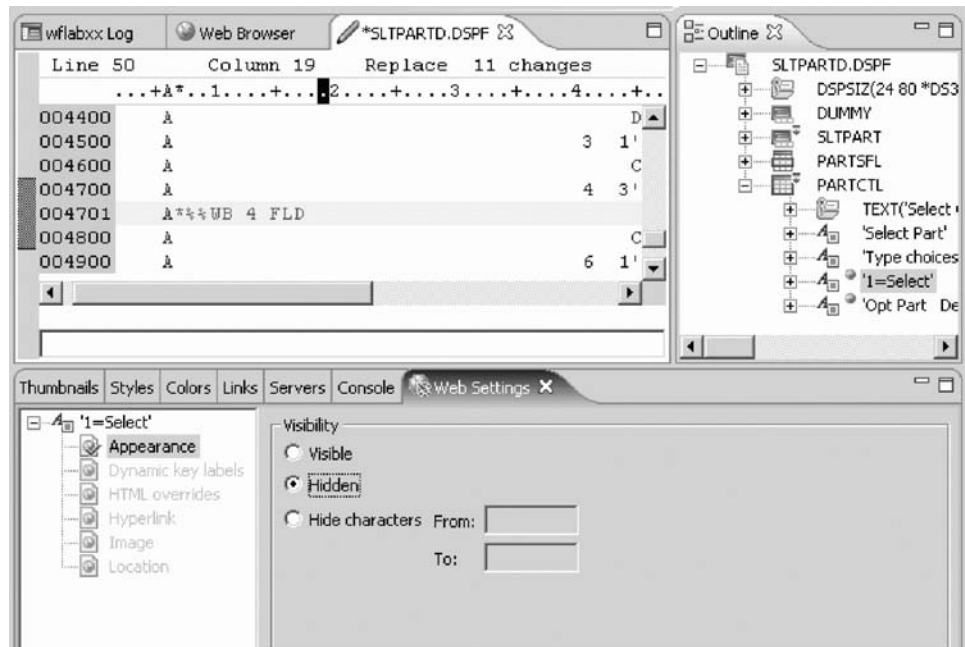 wflabxx Log
Web Browser
*SLTPARTD.DSPF
Line 50 Column 19 Replace 11 changes
...+A*..1....+....2....+....3....+....4....+..
004400 A D
004500 A 3 1'
004600 A C
004700 A 4 3'
004701 A*%%WB 4 FLD
004800 A C
004900 A 6 1'
Outline
SLTPARTD.DSPF
DSPSIZ(24 80 *DS3
DUMMY
SLTPART
PARTSFL
PARTCTL
TEXT('Select
'Select Part'
'Type choices
'1=Select'
'Opt Part De
Thumbnails Styles Colors Links Servers Console Web Settings
'1=Select'
Appearance
Dynamic key labels
HTML overrides
Hyperlink
Image
Location
Visibility
Visible
Hidden
Hide characters From:
To: